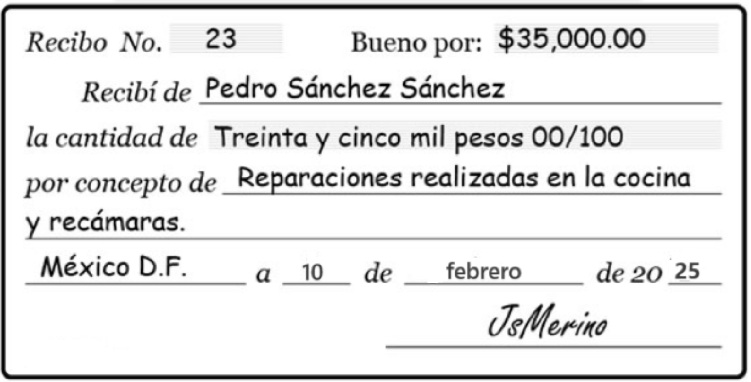 Recibo No. 23 Bueno por: $35,000.00
Recibí de Pedro Sánchez Sánchez
la cantidad de Treinta y cinco mil pesos 00/100
por concepto de Reparaciones realizadas en la cocina
y recámaras.
México D.F. a 10 de febrero de 20 25
JsMerino